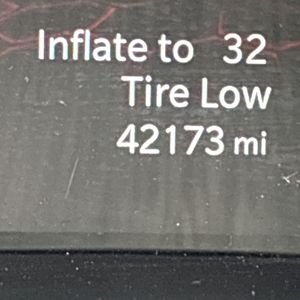 Inflate to 32
Tire Low
42173 mi